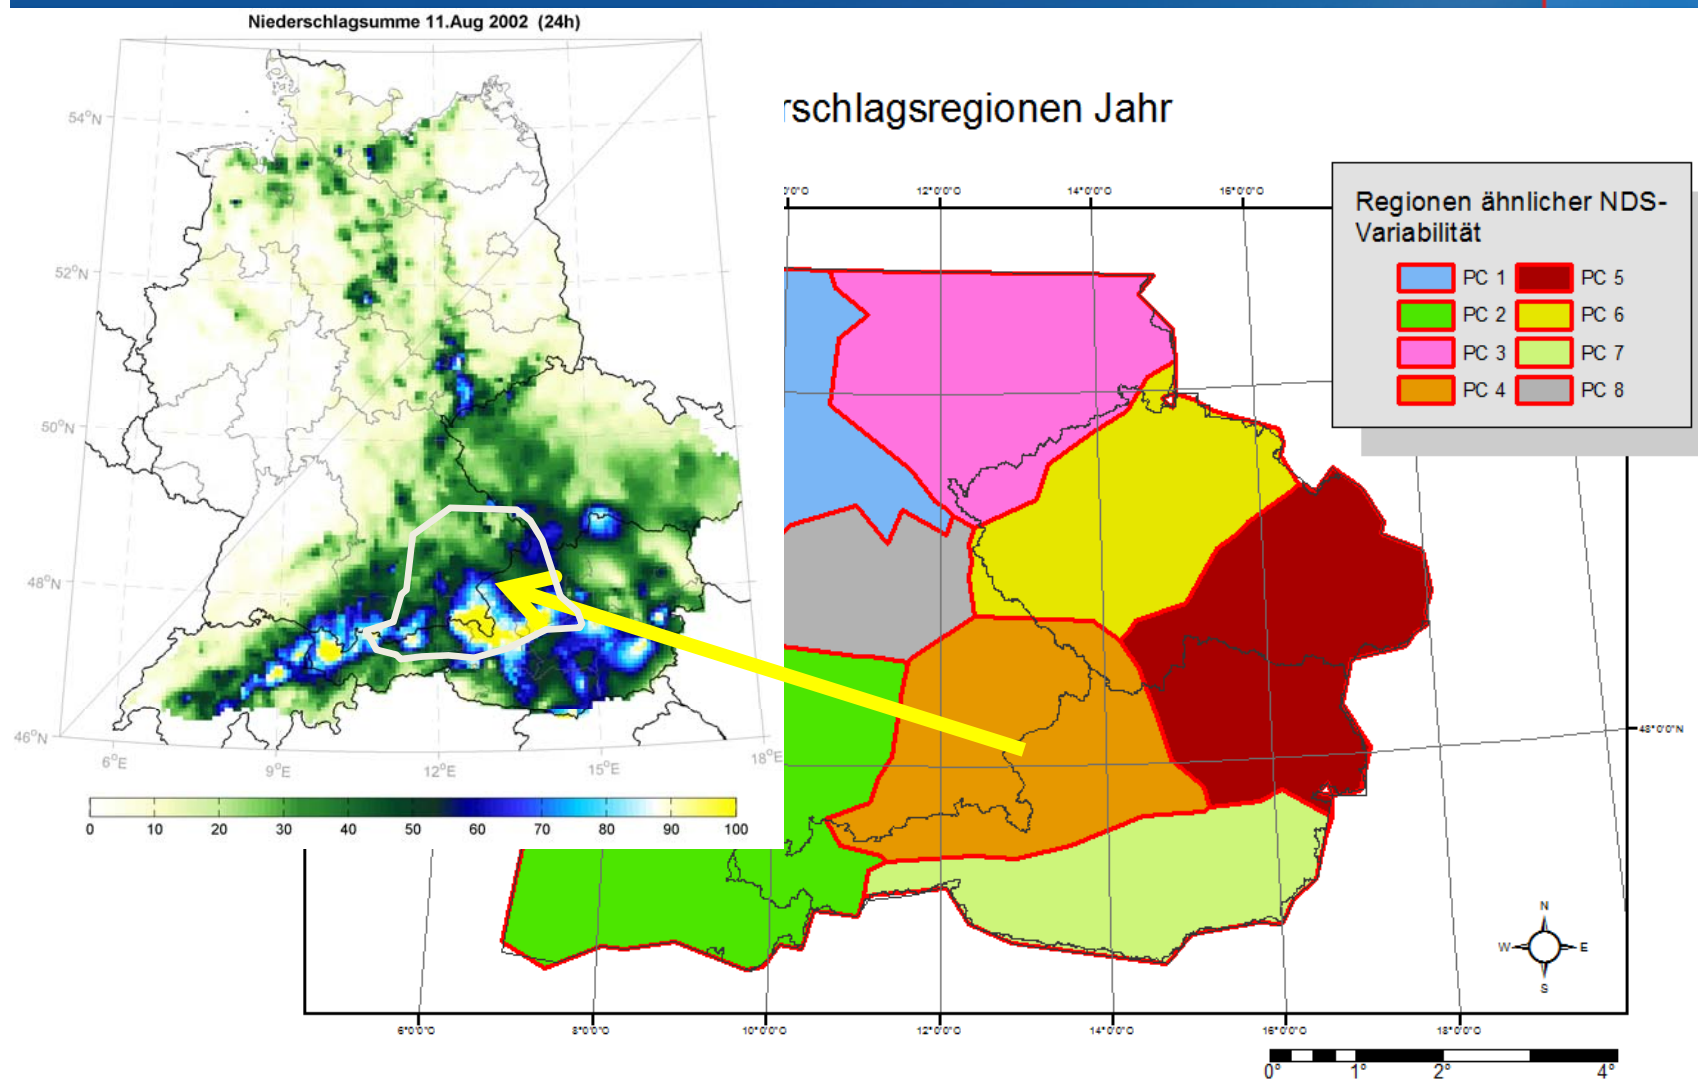 Niederschlagsumme 11.Aug 2002 (24h)
54°N
52°N
50°N
48°N
46°N
6°E
9°E
12°E
15°E
18°E
0 10 20 30 40 50 60 70 80 90 100
rschlagsregionen Jahr
12°0'0"O 14°0'0"O 16°0'0"O
Regionen ähnlicher NDS-
Variabilität
PC 1 PC 5
PC 2 PC 6
PC 3 PC 7
PC 4 PC 8
48°0'0"N
N
W E
S
6°0'0"O 8°0'0"O 10°0'0"O 12°0'0"O 14°0'0"O 16°0'0"O 18°0'0"O
0° 1° 2° 4°